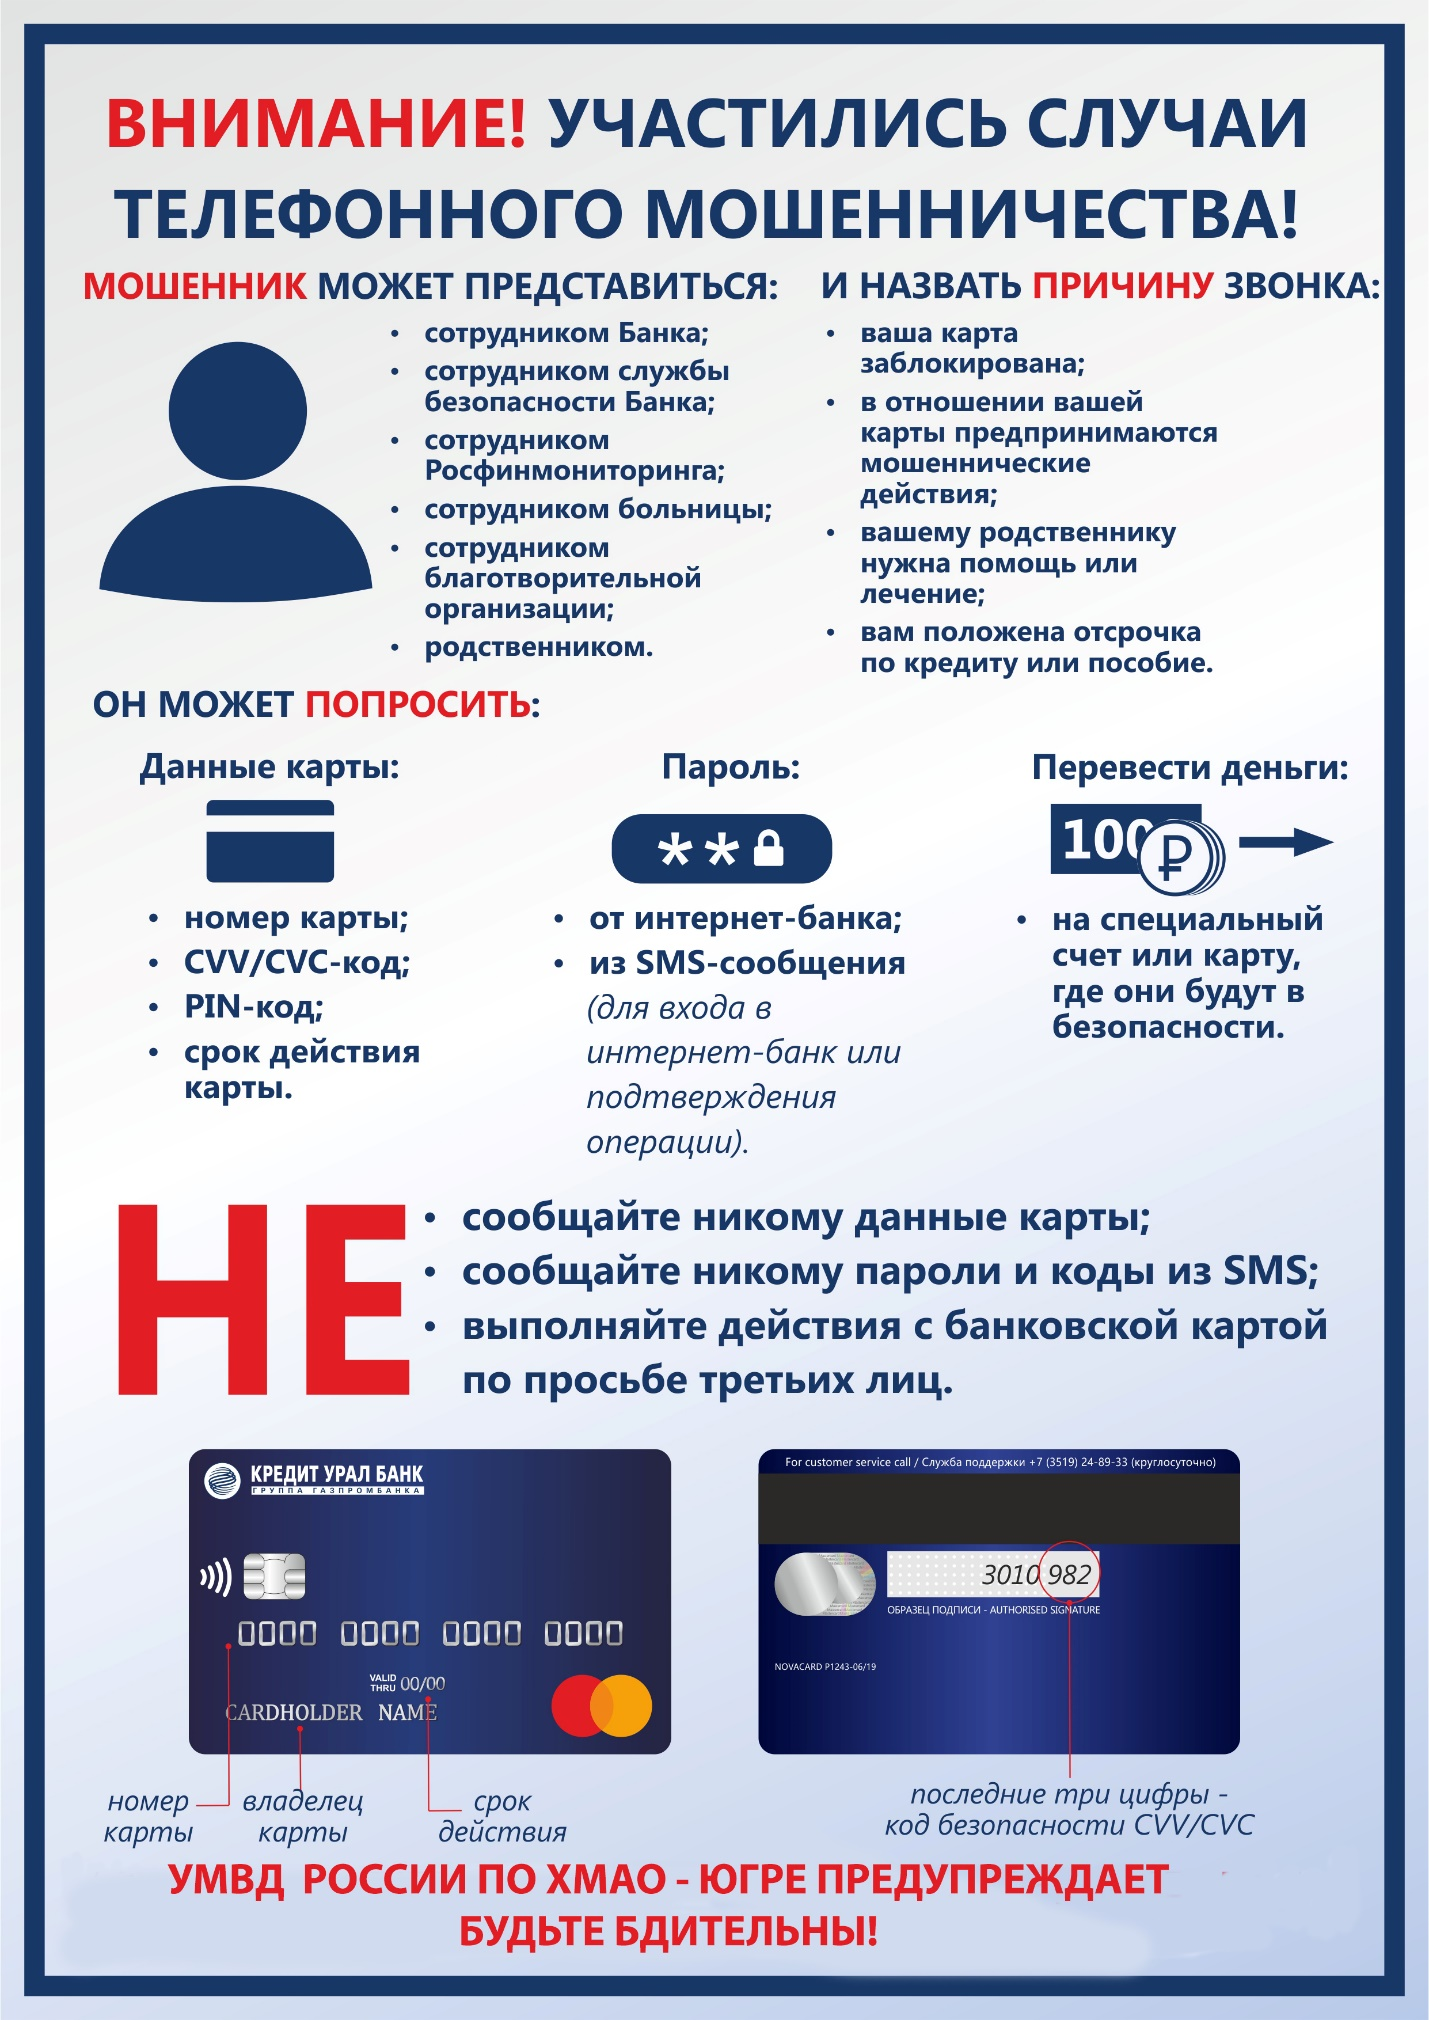 ВНИМАНИЕ! УЧАСТИЛИСЬ СЛУЧАИ
ТЕЛЕФОННОГО МОШЕННИЧЕСТВА!
МОШЕННИК МОЖЕТ ПРЕДСТАВИТЬСЯ:
• сотрудником Банка;
• сотрудником службы
безопасности Банка;
• сотрудником
Росфинмониторинга;
• сотрудником больницы;
• сотрудником
благотворительной
организации;
• родственником.
И НАЗВАТЬ ПРИЧИНУ ЗВОНКА:
• ваша карта
заблокирована;
• в отношении вашей
карты предпринимаются
мошеннические
действия;
• вашему родственнику
нужна помощь или
лечение;
• вам положена отсрочка
по кредиту или пособие.
ОН МОЖЕТ ПОПРОСИТЬ:
Данные карты:
• номер карты;
• CVV/CVC-код;
• PIN-код;
• срок действия
карты.
Пароль:
**
• от интернет-банка;
• из SMS-сообщения
(для входа в
интернет-банк или
подтверждения
операции).
Перевести деньги:
100 ₽
• на специальный
счет или карту,
где они будут в
безопасности.
НЕ
• сообщайте никому данные карты;
• сообщайте никому пароли и коды из SMS;
• выполняйте действия с банковской картой
по просьбе третьих лиц.
КРЕДИТ УРАЛ БАНК
ГРУППА ГАЗПРОМБАНКА
0000 0000 0000 0000
VALID
THRU 00/00
CARDHOLDER NAME
номер
карты
владелец
карты
срок
действия
For customer service call / Служба поддержки +7 (3519) 24-89-33 (круглосуточно)
3010 982
ОБРАЗЕЦ ПОДПИСИ - AUTHORISED SIGNATURE
NOVACARD P1243-06/19
последние три цифры -
код безопасности CVV/CVC
УМВД РОССИИ ПО ХМАО - ЮГРЕ ПРЕДУПРЕЖДАЕТ
БУДЬТЕ БДИТЕЛЬНЫ!